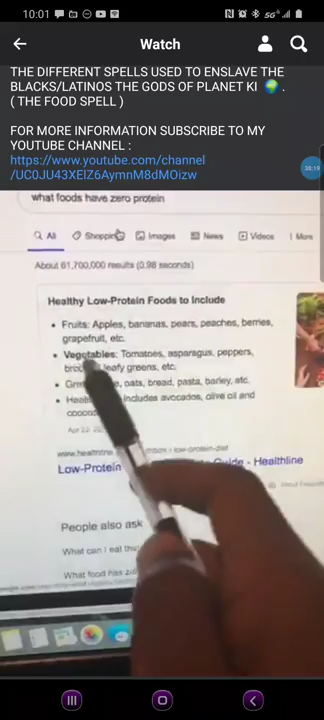 10:01
5G
Watch
THE DIFFERENT SPELLS USED TO ENSLAVE THE
BLACKS/LATINOS THE GODS OF PLANET KI 🌍 .
( THE FOOD SPELL )
FOR MORE INFORMATION SUBSCRIBE TO MY
YOUTUBE CHANNEL :
https://www.youtube.com/channel
/UC0JU43XElZ6AymnM8dMOizw
what foods have zero protein
All Shopping Images News Videos More
About 61,700,000 results (0.98 seconds)
Healthy Low-Protein Foods to Include
Fruits: Apples, bananas, pears, peaches, berries,
grapefruit, etc.
Vegetables: Tomatoes, asparagus, peppers,
leafy greens, etc.
oats, bread, pasta, barley, etc.
includes avocados, olive oil and
Apr
Low-Protein Guide - Healthline
People also ask
What can I eat
What food has